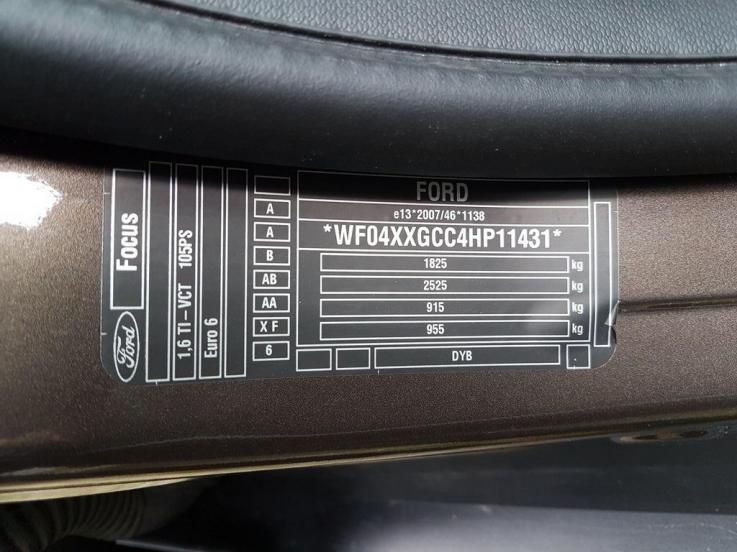 Ford
Focus
1,6 TI-VCT 105PS
Euro 6
A
A
B
AB
AA
X F
6
FORD
e13*2007/46*1138
*WF04XXGCC4HP11431*
1825 kg
2525 kg
915 kg
955 kg
DYB